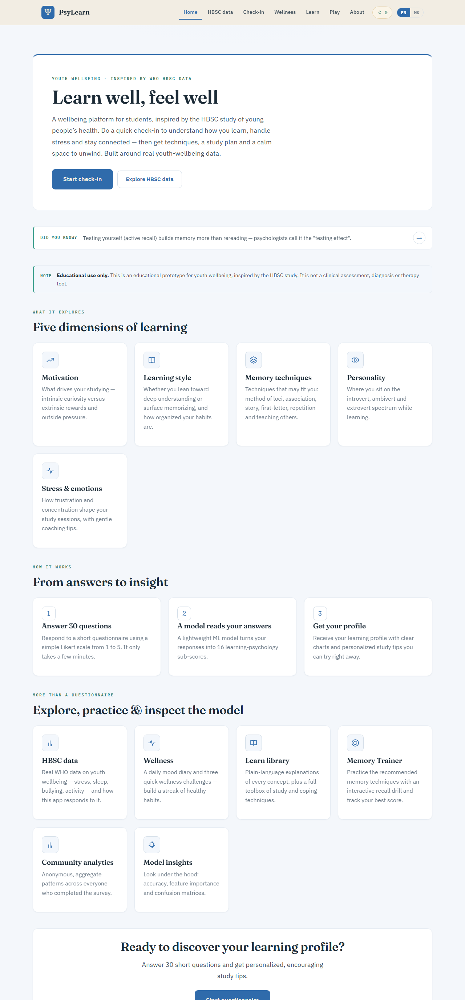 Ψ PsyLearn
Home HBSC data Check-in Wellness Learn Play About 0 EN MK
YOUTH WELLBEING · INSPIRED BY WHO HBSC DATA
Learn well, feel well
A wellbeing platform for students, inspired by the HBSC study of young
people’s health. Do a quick check-in to understand how you learn, handle
stress and stay connected — then get techniques, a study plan and a calm
space to unwind. Built around real youth-wellbeing data.
Start check-in Explore HBSC data
DID YOU KNOW? Testing yourself (active recall) builds memory more than rereading — psychologists call it the "testing effect". →
NOTE Educational use only. This is an educational prototype for youth wellbeing, inspired by the HBSC study. It is not a clinical assessment, diagnosis or therapy
tool.
WHAT IT EXPLORES
Five dimensions of learning
Motivation
What drives your studying —
intrinsic curiosity versus
extrinsic rewards and
outside pressure.
Learning style
Whether you lean toward
deep understanding or
surface memorizing, and
how organized your habits
are.
Memory techniques
Techniques that may fit you:
method of loci, association,
story, first-letter, repetition
and teaching others.
Personality
Where you sit on the
introvert, ambivert and
extrovert spectrum while
learning.
Stress & emotions
How frustration and
concentration shape your
study sessions, with gentle
coaching tips.
HOW IT WORKS
From answers to insight
1
Answer 30 questions
Respond to a short questionnaire using a
simple Likert scale from 1 to 5. It only
takes a few minutes.
2
A model reads your answers
A lightweight ML model turns your
responses into 16 learning-psychology
sub-scores.
3
Get your profile
Receive your learning profile with clear
charts and personalized study tips you
can try right away.
MORE THAN A QUESTIONNAIRE
Explore, practice & inspect the model
HBSC data
Real WHO data on youth
wellbeing — stress, sleep,
bullying, activity — and how
this app responds to it.
Wellness
A daily mood diary and three
quick wellness challenges —
build a streak of healthy
habits.
Learn library
Plain-language explanations
of every concept, plus a full
toolbox of study and coping
techniques.
Memory Trainer
Practice the recommended
memory techniques with an
interactive recall drill and
track your best score.
Community analytics
Anonymous, aggregate
patterns across everyone
who completed the survey.
Model insights
Look under the hood:
accuracy, feature importance
and confusion matrices.
Ready to discover your learning profile?
Answer 30 short questions and get personalized, encouraging
study tips.
Start questionnaire